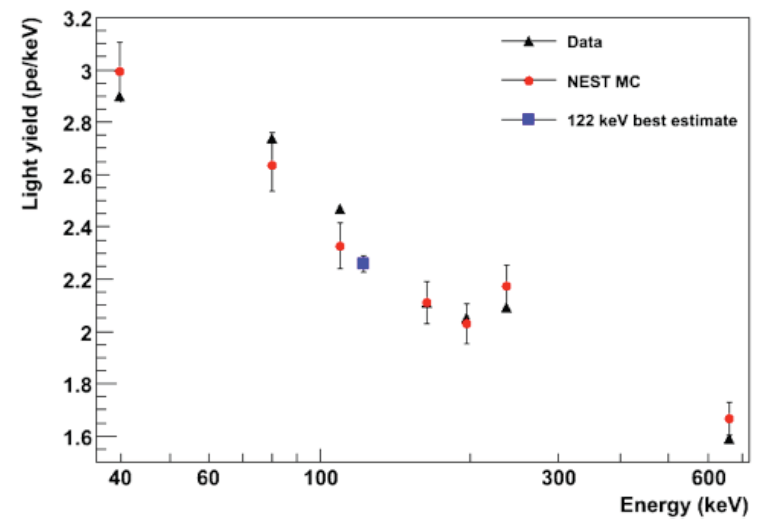 Light yield (pe/keV)
3.2
3
2.8
2.6
2.4
2.2
2
1.8
1.6
Data
NEST MC
122 keV best estimate
40 60 100 300 600
Energy (keV)